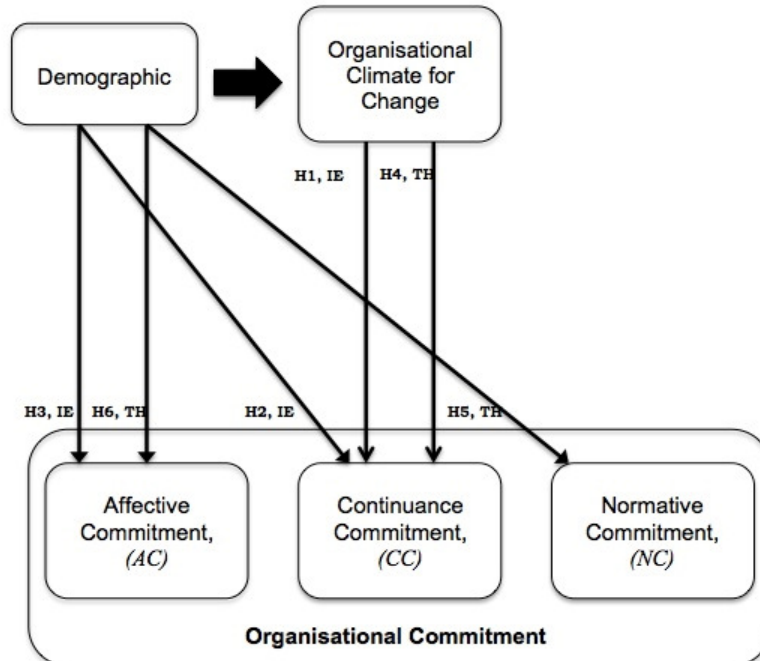 Demographic
Organisational
Climate for
Change
H1, IE
H4, TH
H3, IE
H6, TH
H2, IE
H5, TH
Affective
Commitment,
(AC)
Continuance
Commitment,
(CC)
Normative
Commitment,
(NC)
Organisational Commitment